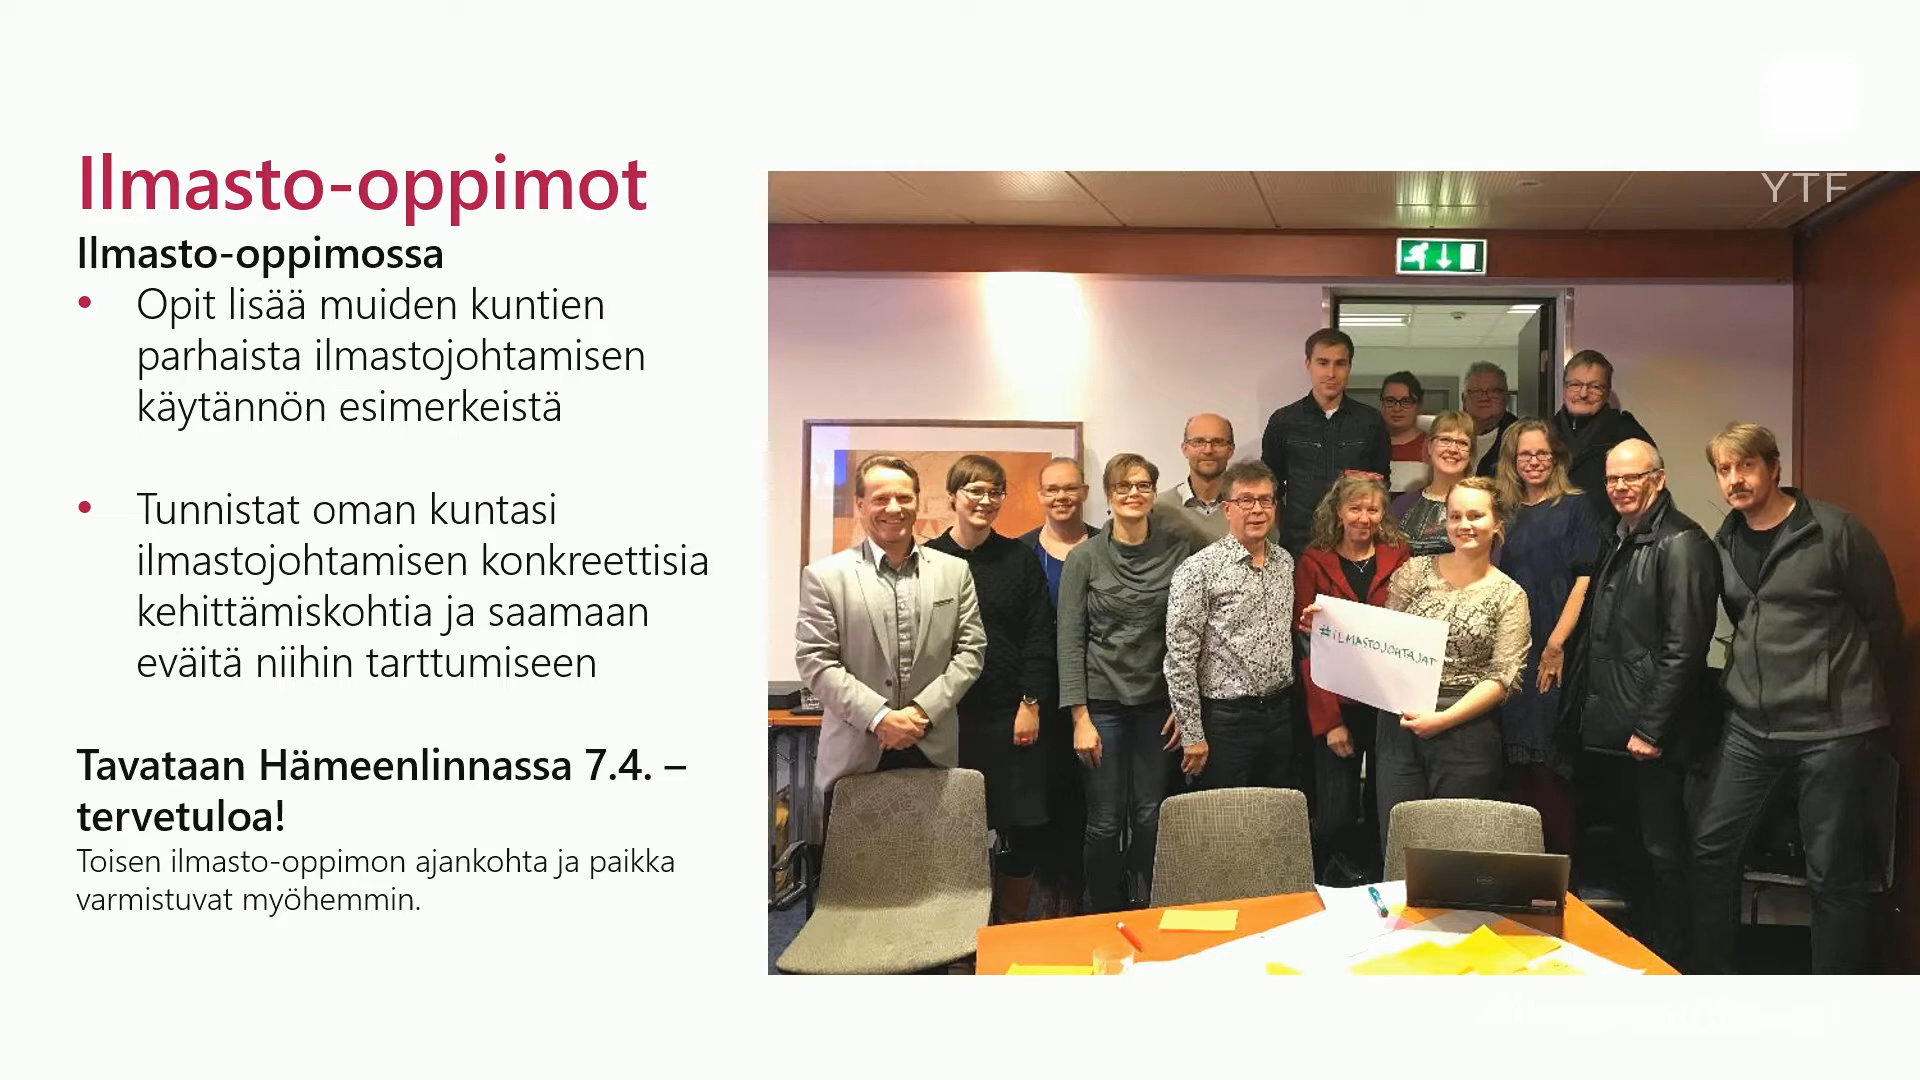 Ilmasto-oppimot
Ilmasto-oppimossa
• Opit lisää muiden kuntien
parhaista ilmastojohtamisen
käytännön esimerkeistä
• Tunnistat oman kuntasi
ilmastojohtamisen konkreettisia
kehittämiskohtia ja saamaan
eväitä niihin tarttumiseen
Tavataan Hämeenlinnassa 7.4. –
tervetuloa!
Toisen ilmasto-oppimon ajankohta ja paikka
varmistuvat myöhemmin.
YTF
#ILMASTOJOHTAJAT